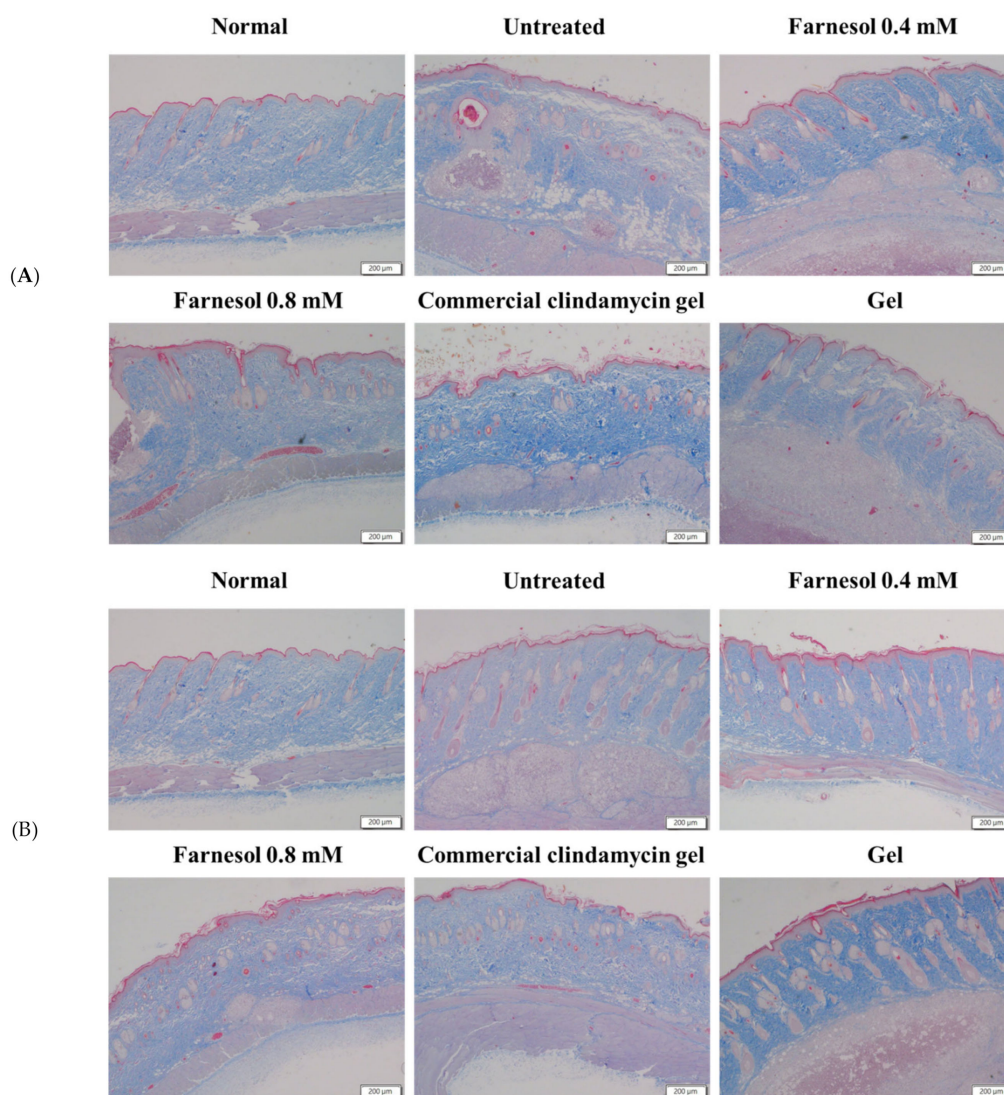 Normal Untreated Farnesol 0.4 mM
200 µm 200 µm 200 µm
(A)
Farnesol 0.8 mM Commercial clindamycin gel Gel
200 µm 200 µm 200 µm
Normal Untreated Farnesol 0.4 mM
200 µm 200 µm 200 µm
(B)
Farnesol 0.8 mM Commercial clindamycin gel Gel
200 µm 200 µm 200 µm